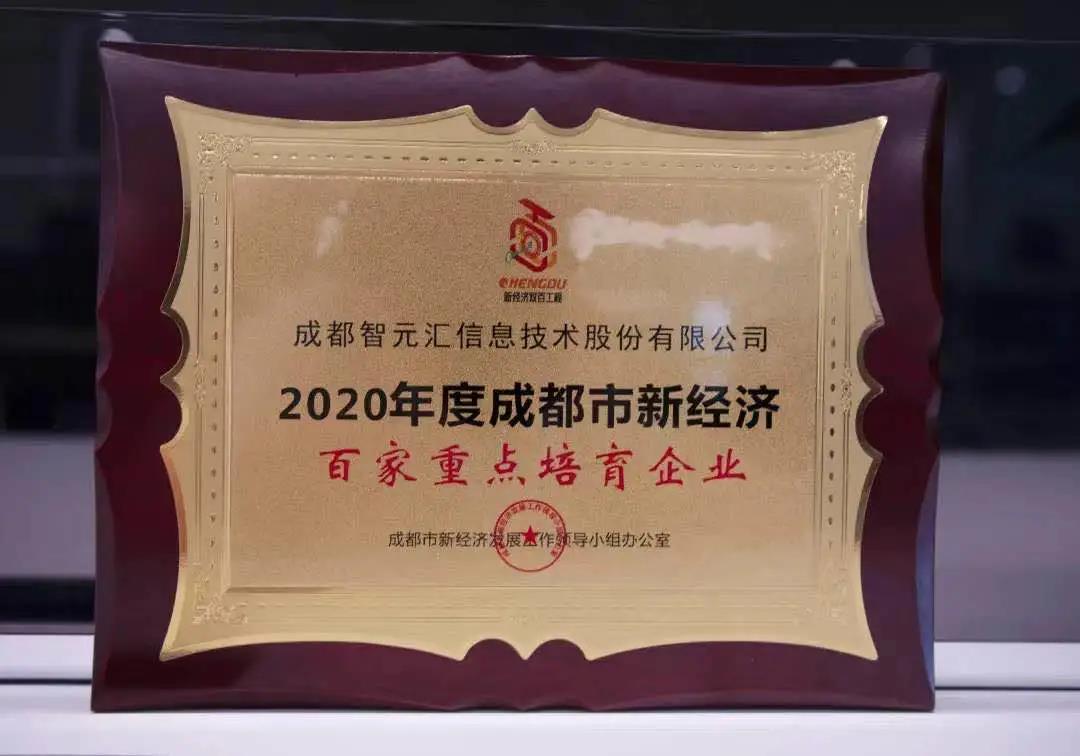 CHENGDU
新经济双百工程
成都智元汇信息技术股份有限公司
2020年度成都市新经济
百家重点培育企业
成都市新经济发展工作领导小组办公室